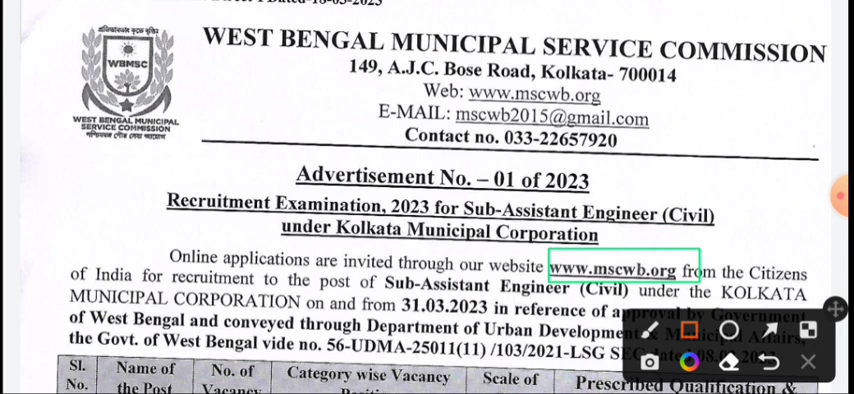 WEST BENGAL MUNICIPAL SERVICE COMMISSION
149, A.J.C. Bose Road, Kolkata- 700014
Web: www.mscwb.org
E-MAIL: mscwb2015@gmail.com
Contact no. 033-22657920
WBMSC
WEST BENGAL MUNICIPAL
SERVICE COMMISSION
Advertisement No. – 01 of 2023
Recruitment Examination, 2023 for Sub-Assistant Engineer (Civil)
under Kolkata Municipal Corporation
Online applications are invited through our website www.mscwb.org from the Citizens
of India for recruitment to the post of Sub-Assistant Engineer (Civil) under the KOLKATA
MUNICIPAL CORPORATION on and from 31.03.2023 in reference of approval by Government
of West Bengal and conveyed through Department of Urban Development & Municipal Affairs,
the Govt. of West Bengal vide no. 56-UDMA-25011(11) /103/2021-LSG
Sl.
No.
Name of
the Post
No. of
Vacancy
Category wise Vacancy
Scale of
Prescribed Qualification &